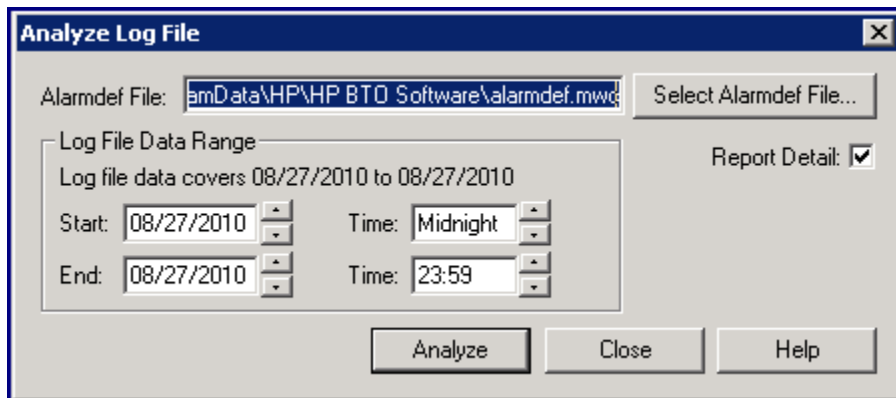 Analyze Log File
Alarmdef File: amData\HP\HP BTO Software\alarmdef.mwc Select Alarmdef File...
Log File Data Range
Report Detail:
Log file data covers 08/27/2010 to 08/27/2010
Start: 08/27/2010 Time: Midnight
End: 08/27/2010 Time: 23:59
Analyze Close Help